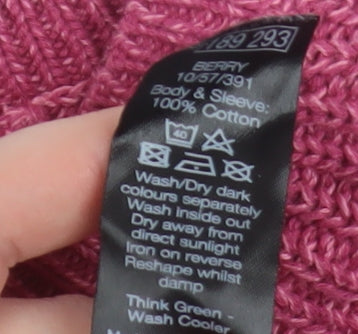 789 293
BERRY
10/57/391
Body & Sleeve:
100% Cotton
40
Wash/Dry dark
colours separately
Wash inside out
Dry away from
direct sunlight
Iron on reverse
Reshape whilst
damp
Think Green -
Wash Cooler